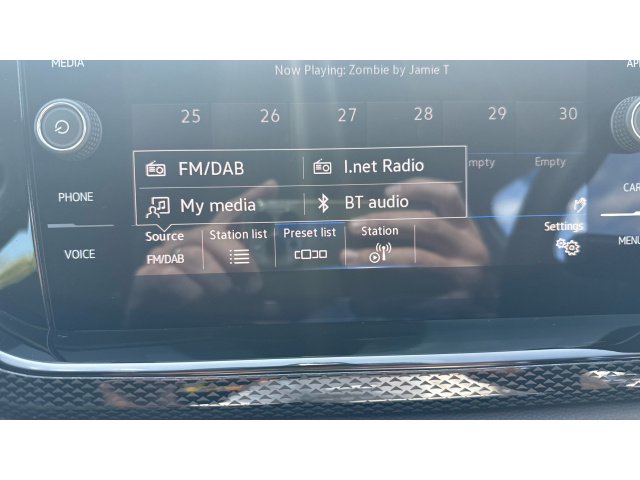 MEDIA
Now Playing: Zombie by Jamie T
25 26 27 28 29 30
FM/DAB I.net Radio
My media BT audio
Empty
PHONE
VOICE
Source Station list Preset list Station Settings
FM/DAB
CAR
MENU